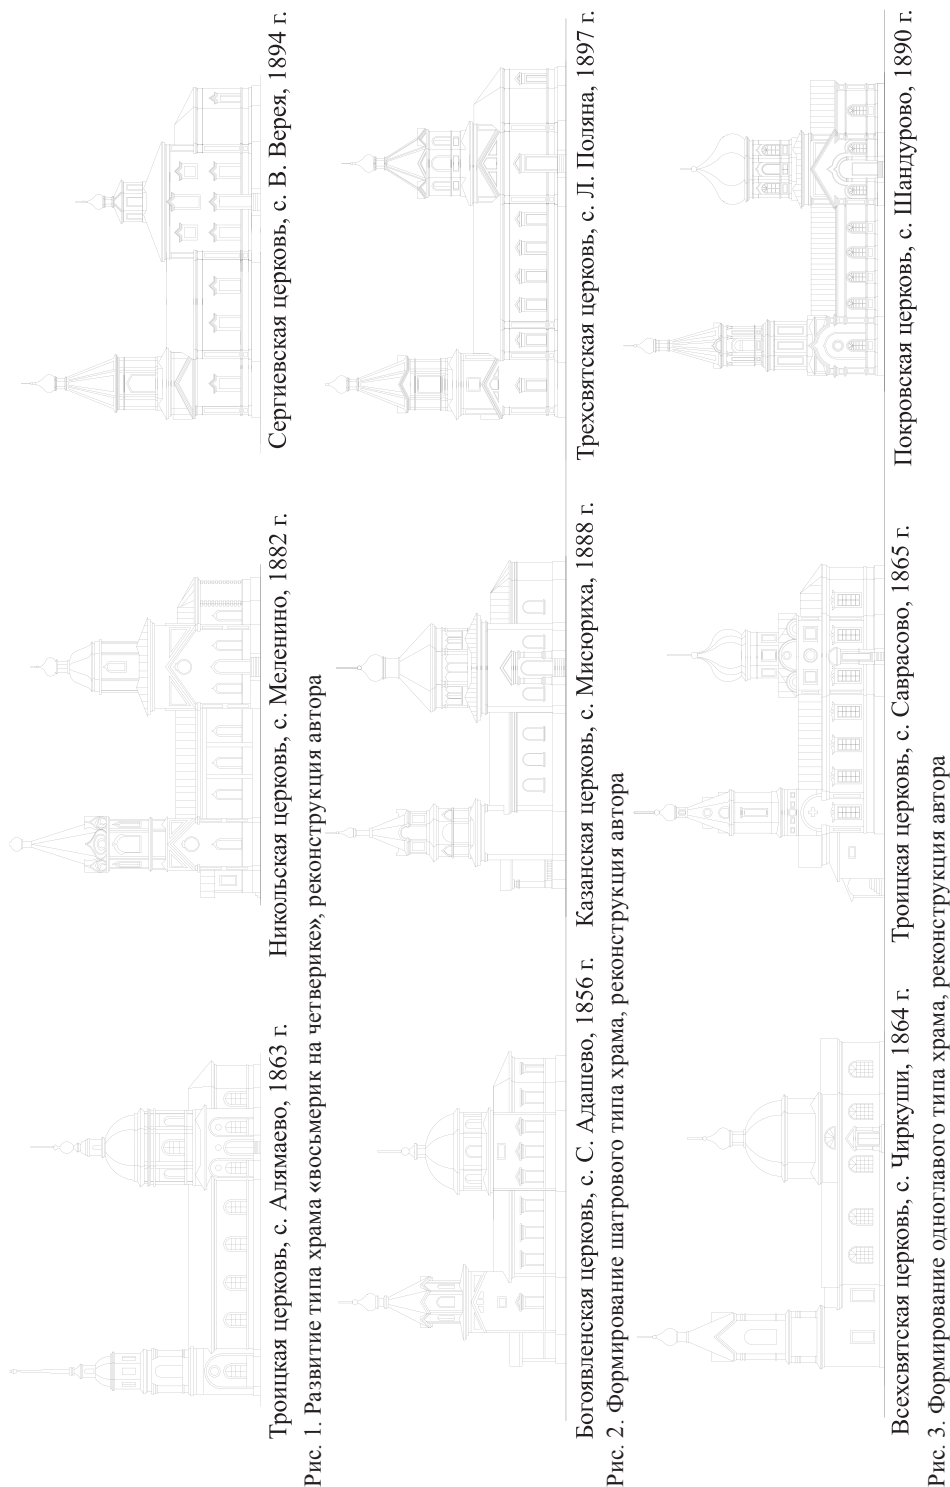 Троицкая церковь, с. Алямаево, 1863 г. Никольская церковь, с. Меленино, 1882 г. Сергиевская церковь, с. В. Верея, 1894 г.
Рис. 1. Развитие типа храма «восьмерик на четверике», реконструкция автора
Богоявленская церковь, с. С. Адашево, 1856 г. Казанская церковь, с. Мисюриха, 1888 г. Трехсвятская церковь, с. Л. Поляна, 1897 г.
Рис. 2. Формирование шатрового типа храма, реконструкция автора
Всехсвятская церковь, с. Чиркуши, 1864 г. Троицкая церковь, с. Саврасово, 1865 г. Покровская церковь, с. Шандурово, 1890 г.
Рис. 3. Формирование одноглавого типа храма, реконструкция автора